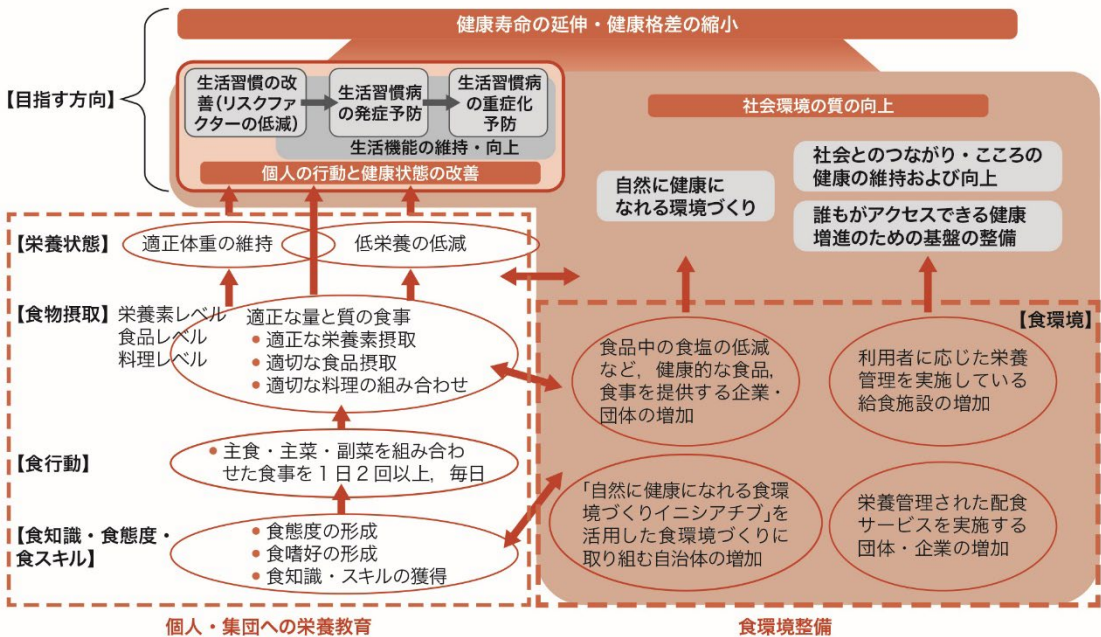 健康寿命の延伸・健康格差の縮小
【目指す方向】
生活習慣の改
善(リスクファ
クターの低減)
生活習慣病
の発症予防
生活習慣病
の重症化
予防
生活機能の維持・向上
個人の行動と健康状態の改善
社会環境の質の向上
自然に健康に
なれる環境づくり
社会とのつながり・こころの
健康の維持および向上
誰もがアクセスできる健康
増進のための基盤の整備
【栄養状態】
適正体重の維持
低栄養の低減
【食物摂取】
栄養素レベル
食品レベル
料理レベル
適正な量と質の食事
● 適正な栄養素摂取
● 適切な食品摂取
● 適切な料理の組み合わせ
【食行動】
● 主食・主菜・副菜を組み合わ
せた食事を1日2回以上,毎日
【食知識・食態度・
食スキル】
● 食態度の形成
● 食嗜好の形成
● 食知識・スキルの獲得
個人・集団への栄養教育
【食環境】
食品中の食塩の低減
など,健康的な食品,
食事を提供する企業・
団体の増加
利用者に応じた栄養
管理を実施している
給食施設の増加
「自然に健康になれる食環
境づくりイニシアチブ」を
活用した食環境づくりに
取り組む自治体の増加
栄養管理された配食
サービスを実施する
団体・企業の増加
食環境整備